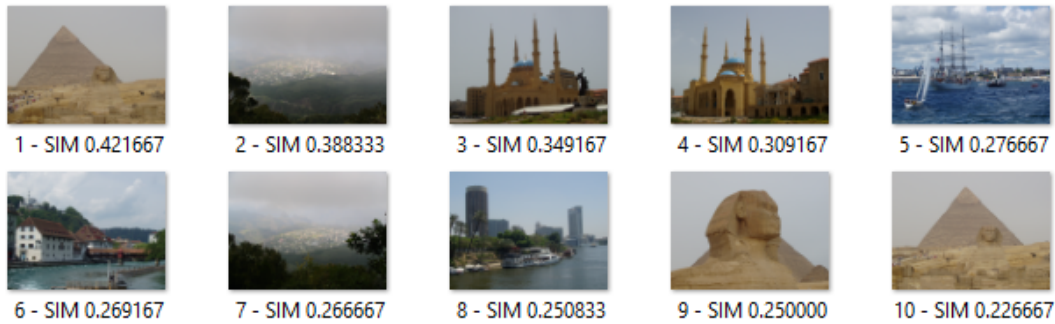 1 - SIM 0.421667
2 - SIM 0.388333
3 - SIM 0.349167
4 - SIM 0.309167
5 - SIM 0.276667
6 - SIM 0.269167
7 - SIM 0.266667
8 - SIM 0.250833
9 - SIM 0.250000
10 - SIM 0.226667